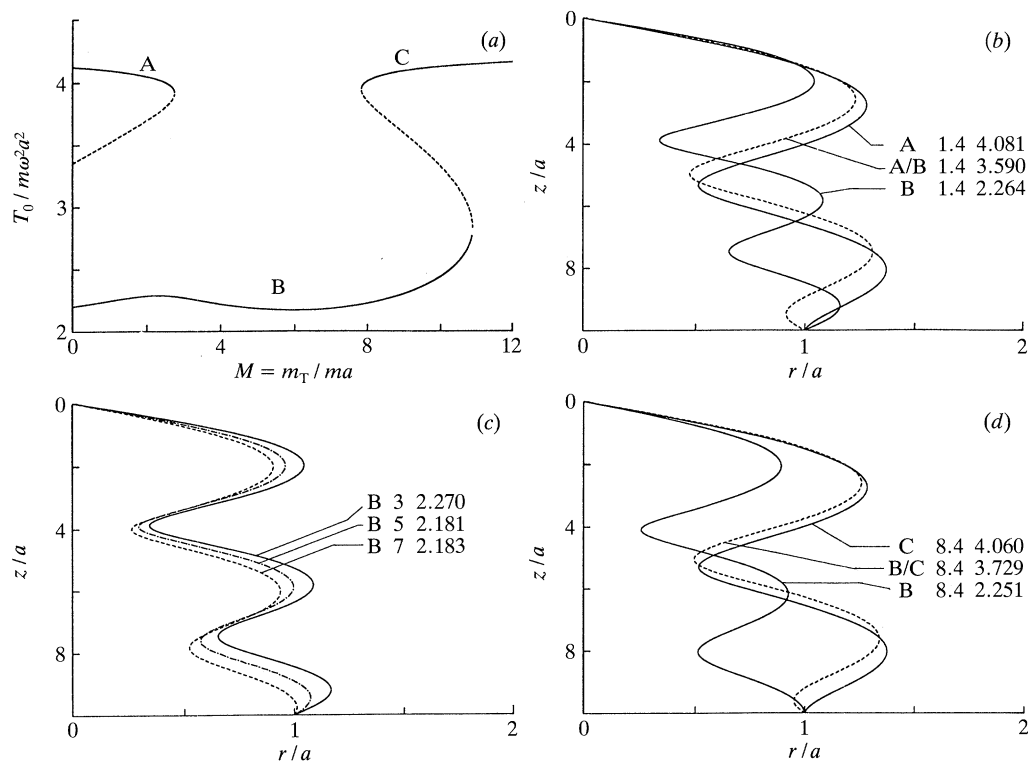 (a)
A
C
B
4
3
2
T₀ / mω²a²
0
4
8
12
M = m_T / ma
(b)
0
4
8
z / a
A 1.4 4.081
A/B 1.4 3.590
B 1.4 2.264
0
1
2
r / a
(c)
0
4
8
z / a
B 3 2.270
B 5 2.181
B 7 2.183
0
1
2
r / a
(d)
0
4
8
z / a
C 8.4 4.060
B/C 8.4 3.729
B 8.4 2.251
0
1
2
r / a